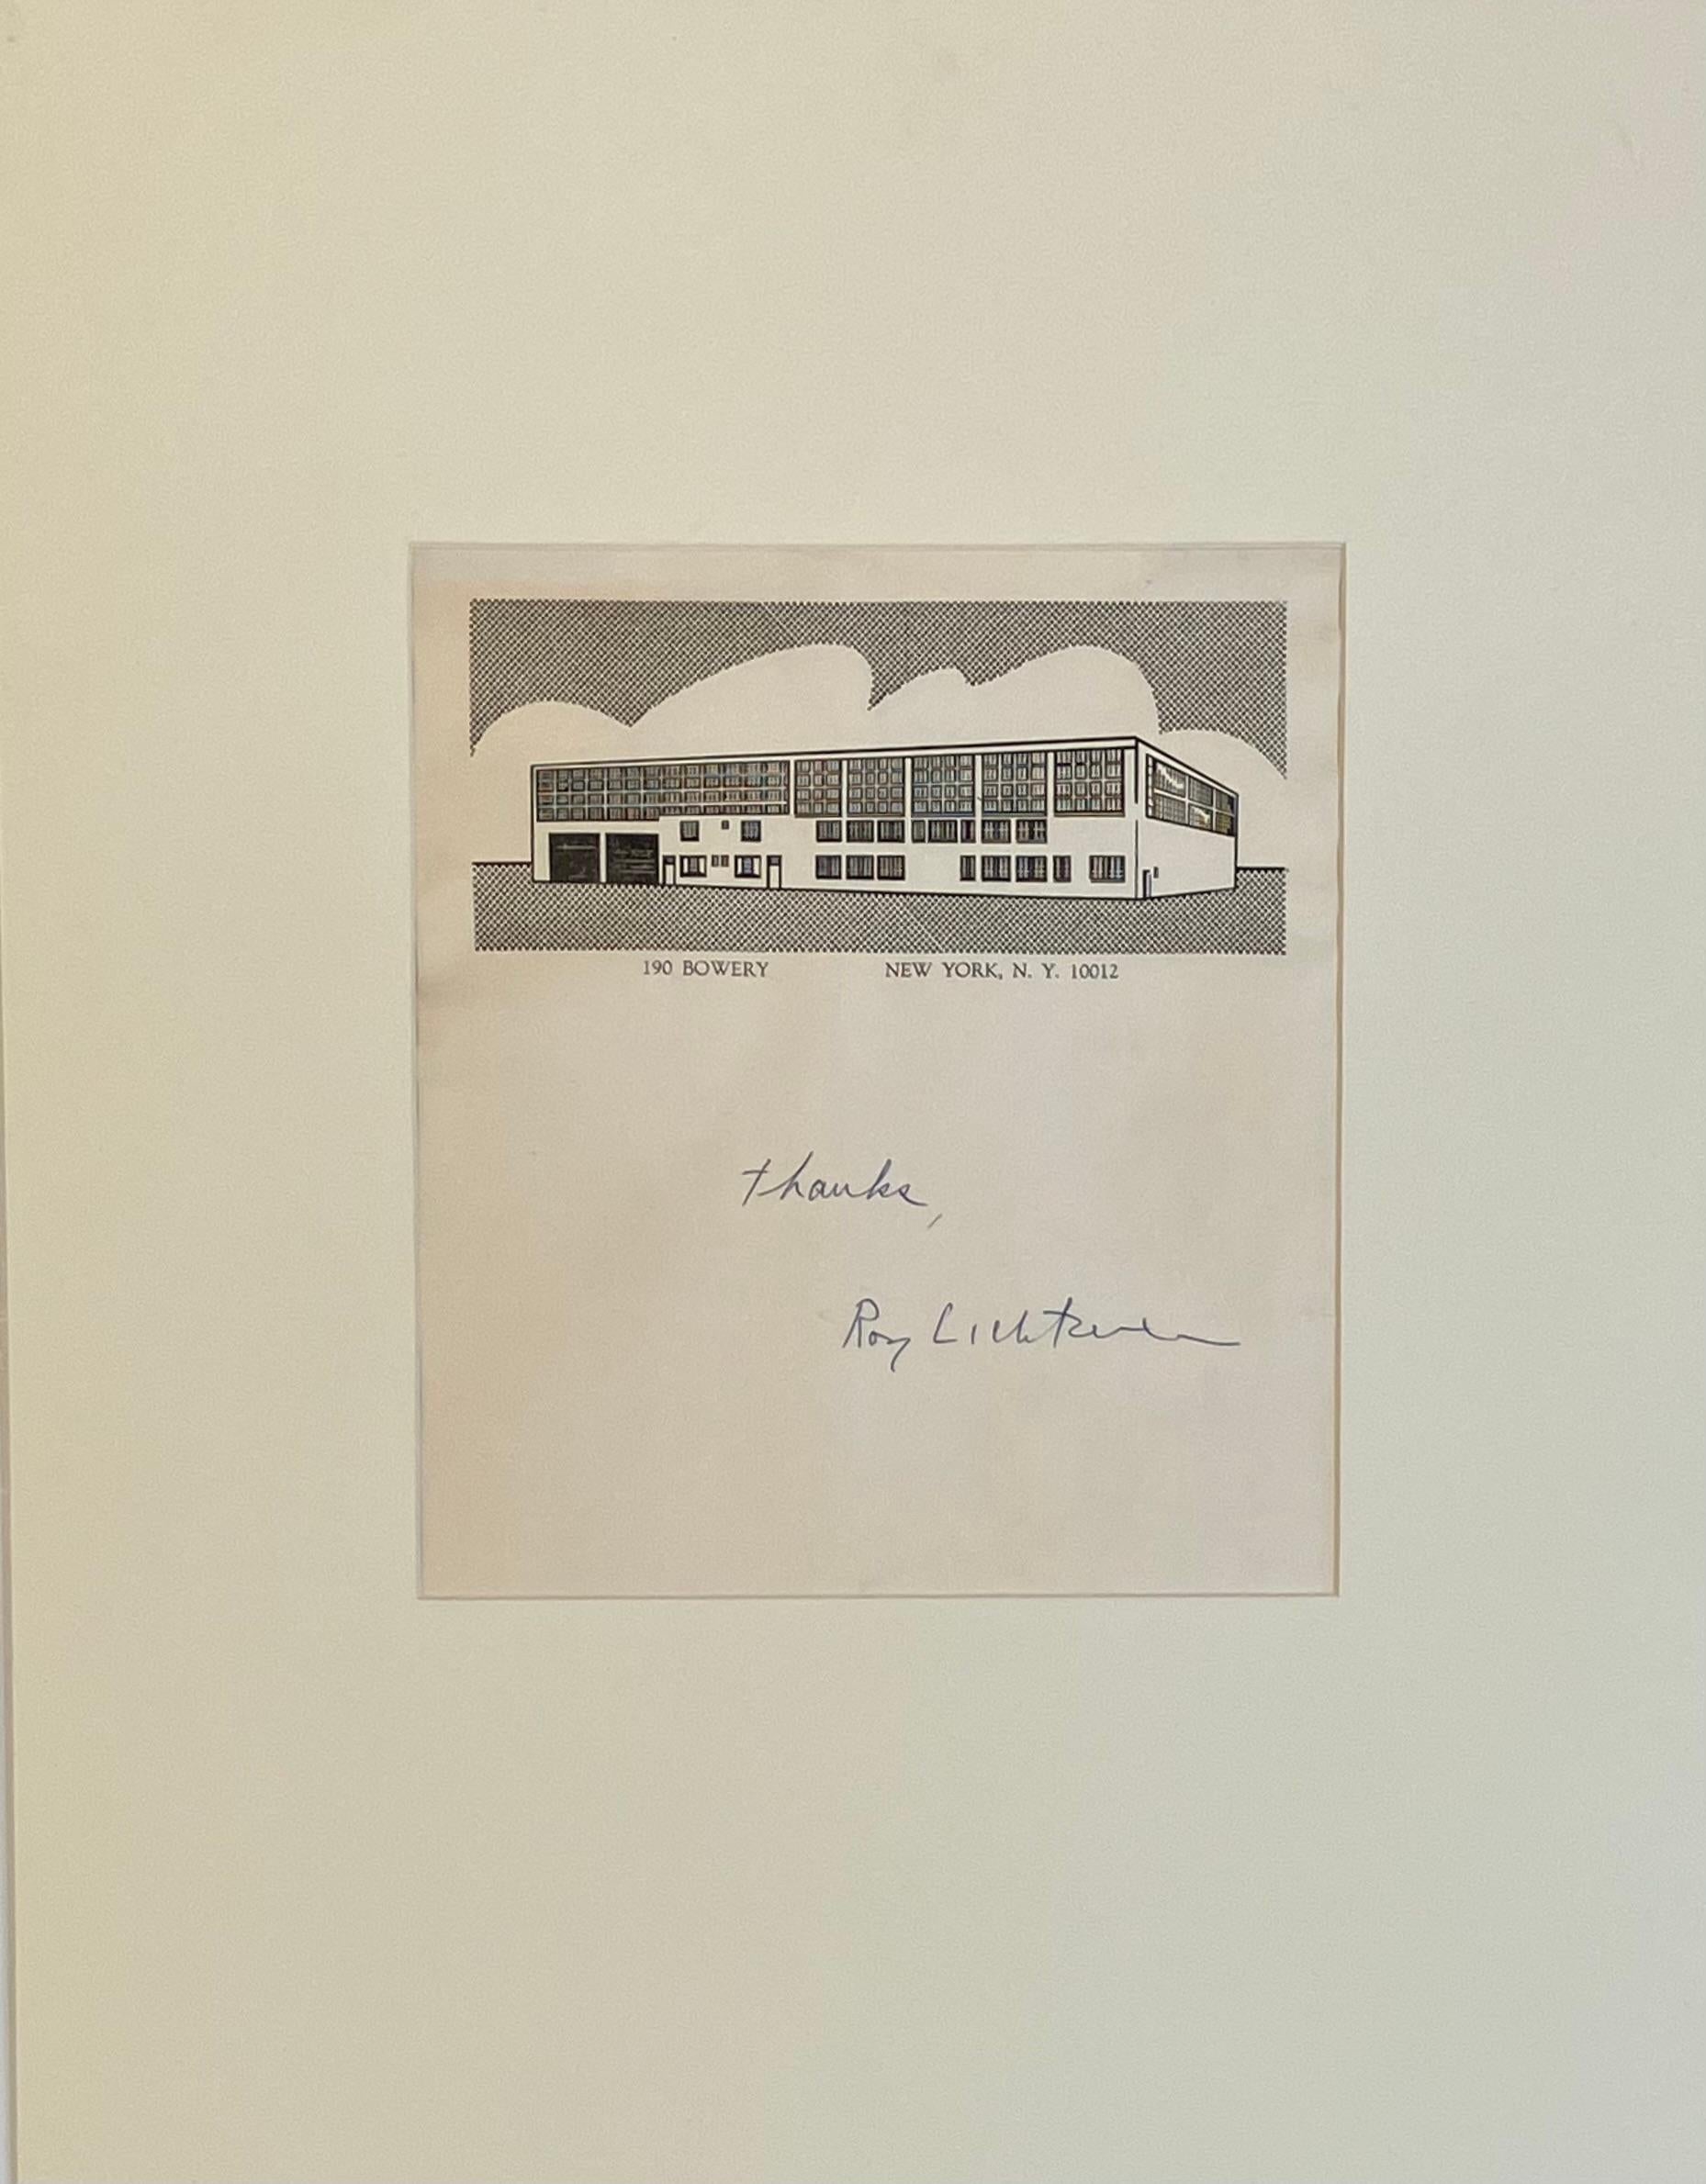 190 BOWERY NEW YORK, N. Y. 10012
thanks,
Roy Lichtenstein